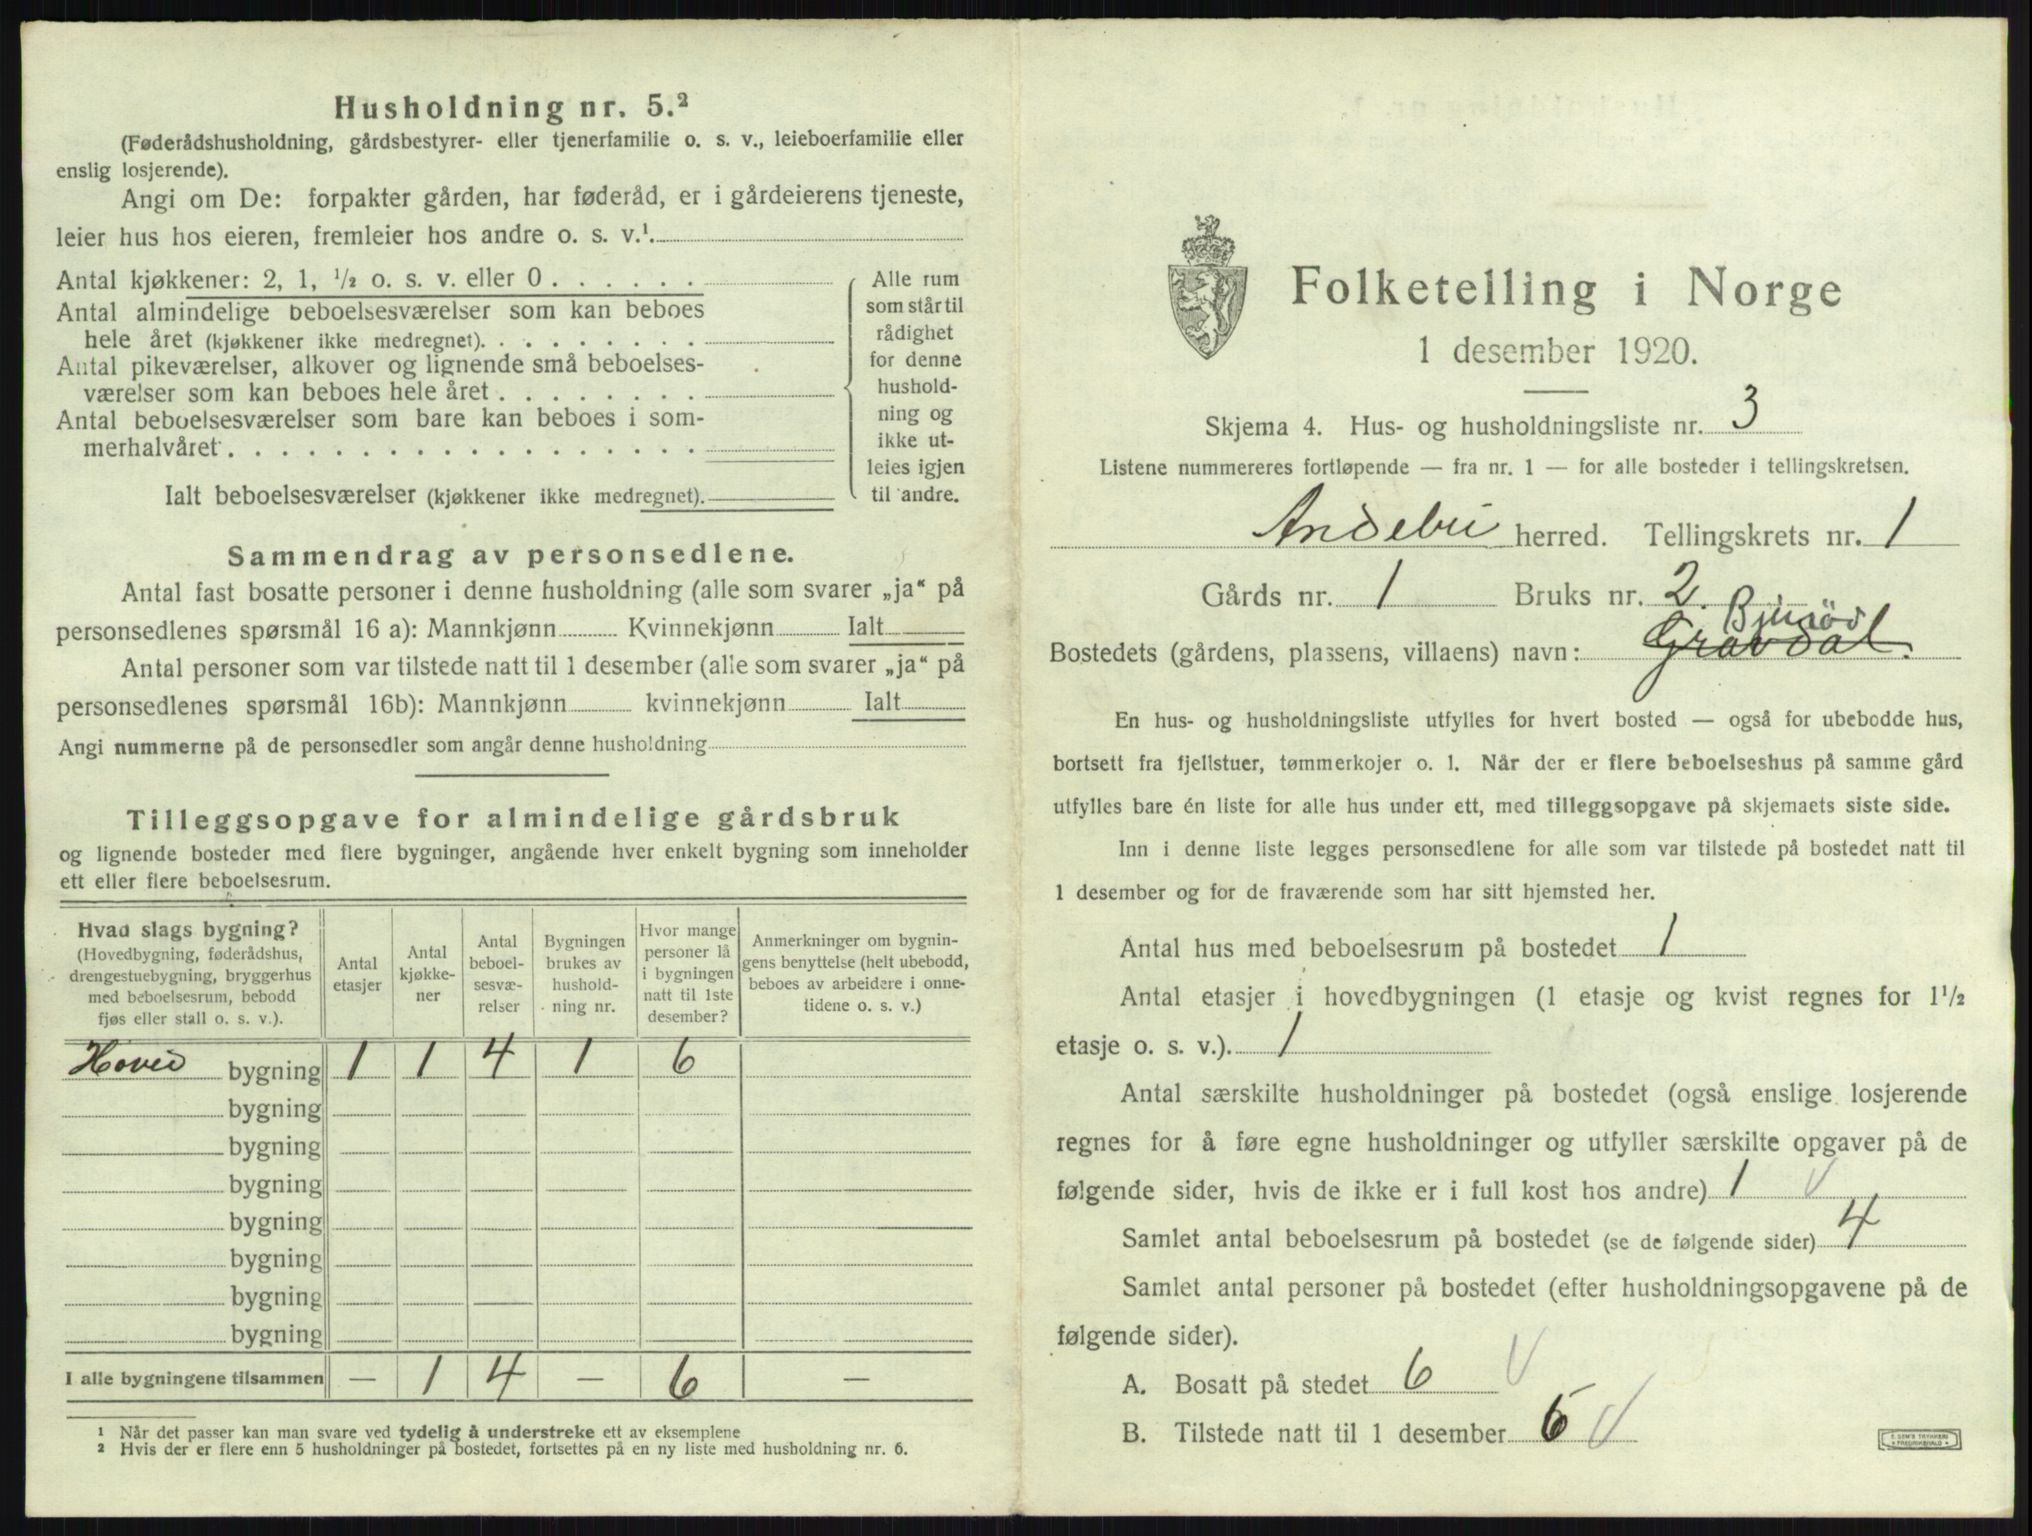 Husholdning nr. 5.²
(Føderådshusholdning, gårdsbestyrer- eller tjenerfamilie o. s. v., leieboerfamilie eller
enslig losjerende).
Angi om De: forpakter gården, har føderåd, er i gårdeierens tjeneste,
leier hus hos eieren, fremleier hos andre o. s. v.¹.
Antal kjøkkener: 2, 1, ½ o. s. v. eller 0 . . . . . .
Antal almindelige beboelsesværelser som kan beboes
hele året (kjøkkener ikke medregnet). . . . . . . . .
Antal pikeværelser, alkover og lignende små beboelses-
værelser som kan beboes hele året . . . . . . . .
Antal beboelsesværelser som bare kan beboes i som-
merhalvåret . . . . . . . . . . . . . . . . . .
Ialt beboelsesværelser (kjøkkener ikke medregnet).
Alle rum
som står til
rådighet
for denne
hushold-
ning og
ikke ut-
leies igjen
til andre.
Sammendrag av personsedlene.
Antal fast bosatte personer i denne husholdning (alle som svarer „ja“ på
personsedlenes spørsmål 16 a): Mannkjønn Kvinnekjønn Ialt
Antal personer som var tilstede natt til 1 desember (alle som svarer „ja“ på
personsedlenes spørsmål 16b): Mannkjønn kvinnekjønn Ialt
Angi nummerne på de personsedler som angår denne husholdning
Tilleggsopgave for almindelige gårdsbruk
og lignende bosteder med flere bygninger, angående hver enkelt bygning som inneholder
ett eller flere beboelsesrum.
Hvad slags bygning?
(Hovedbygning, føderådshus,
drengestuebygning, bryggerhus
med beboelsesrum, bebodd
fjøs eller stall o. s. v.).
Antal
etasjer
Antal
kjøkke-
ner
Antal
beboel-
sesvæ-
relser
Bygningen
brukes av
hushold-
ning nr.
Hvor mange
personer lå
i bygningen
natt til 1ste
desember?
Anmerkninger om bygnin-
gens benyttelse (helt ubebodd,
beboes av arbeidere i onne-
tidene o. s. v.)
Hoved bygning 1 1 4 1 6
bygning
bygning
bygning
bygning
bygning
bygning
bygning
I alle bygningene tilsammen — 1 4 — 6 —
¹ Når det passer kan man svare ved tydelig å understreke ett av eksemplene
² Hvis der er flere enn 5 husholdninger på bostedet, fortsettes på en ny liste med husholdning nr. 6.
Folketelling i Norge
1 desember 1920.
Skjema 4. Hus- og husholdningsliste nr. 3
Listene nummereres fortløpende — fra nr. 1 — for alle bosteder i tellingskretsen.
Andebu herred. Tellingskrets nr. 1
Gårds nr. 1 Bruks nr. 2.
Bjuröd
Bostedets (gårdens, plassens, villaens) navn: Gravdal.
En hus- og husholdningsliste utfylles for hvert bosted — også for ubebodde hus,
bortsett fra fjellstuer, tømmerkojer o. l. Når der er flere beboelseshus på samme gård
utfylles bare én liste for alle hus under ett, med tilleggsopgave på skjemaets siste side.
Inn i denne liste legges personsedlene for alle som var tilstede på bostedet natt til
1 desember og for de fraværende som har sitt hjemsted her.
Antal hus med beboelsesrum på bostedet 1
Antal etasjer i hovedbygningen (1 etasje og kvist regnes for 1½
etasje o. s. v.). 1
Antal særskilte husholdninger på bostedet (også enslige losjerende
regnes for å føre egne husholdninger og utfyller særskilte opgaver på de
følgende sider, hvis de ikke er i full kost hos andre) 1
Samlet antal beboelsesrum på bostedet (se de følgende sider) 4
Samlet antal personer på bostedet (efter husholdningsopgavene på de
følgende sider).
A. Bosatt på stedet 6
B. Tilstede natt til 1 desember 6